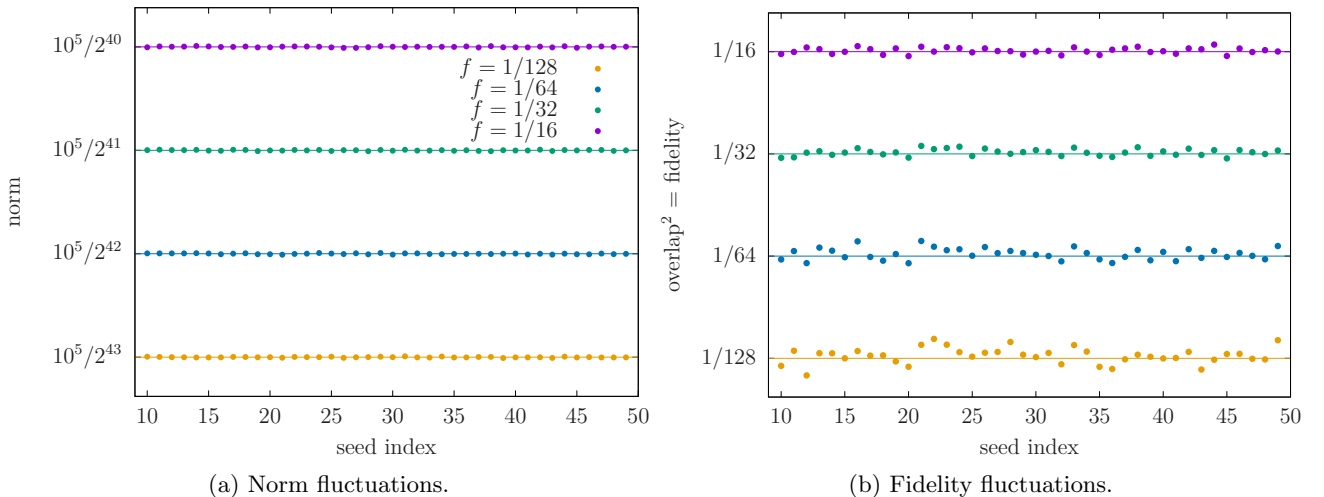 norm
10^5/2^40
10^5/2^41
10^5/2^42
10^5/2^43
f = 1/128
f = 1/64
f = 1/32
f = 1/16
10 15 20 25 30 35 40 45 50
seed index
(a) Norm fluctuations.
overlap^2 = fidelity
1/16
1/32
1/64
1/128
10 15 20 25 30 35 40 45 50
seed index
(b) Fidelity fluctuations.